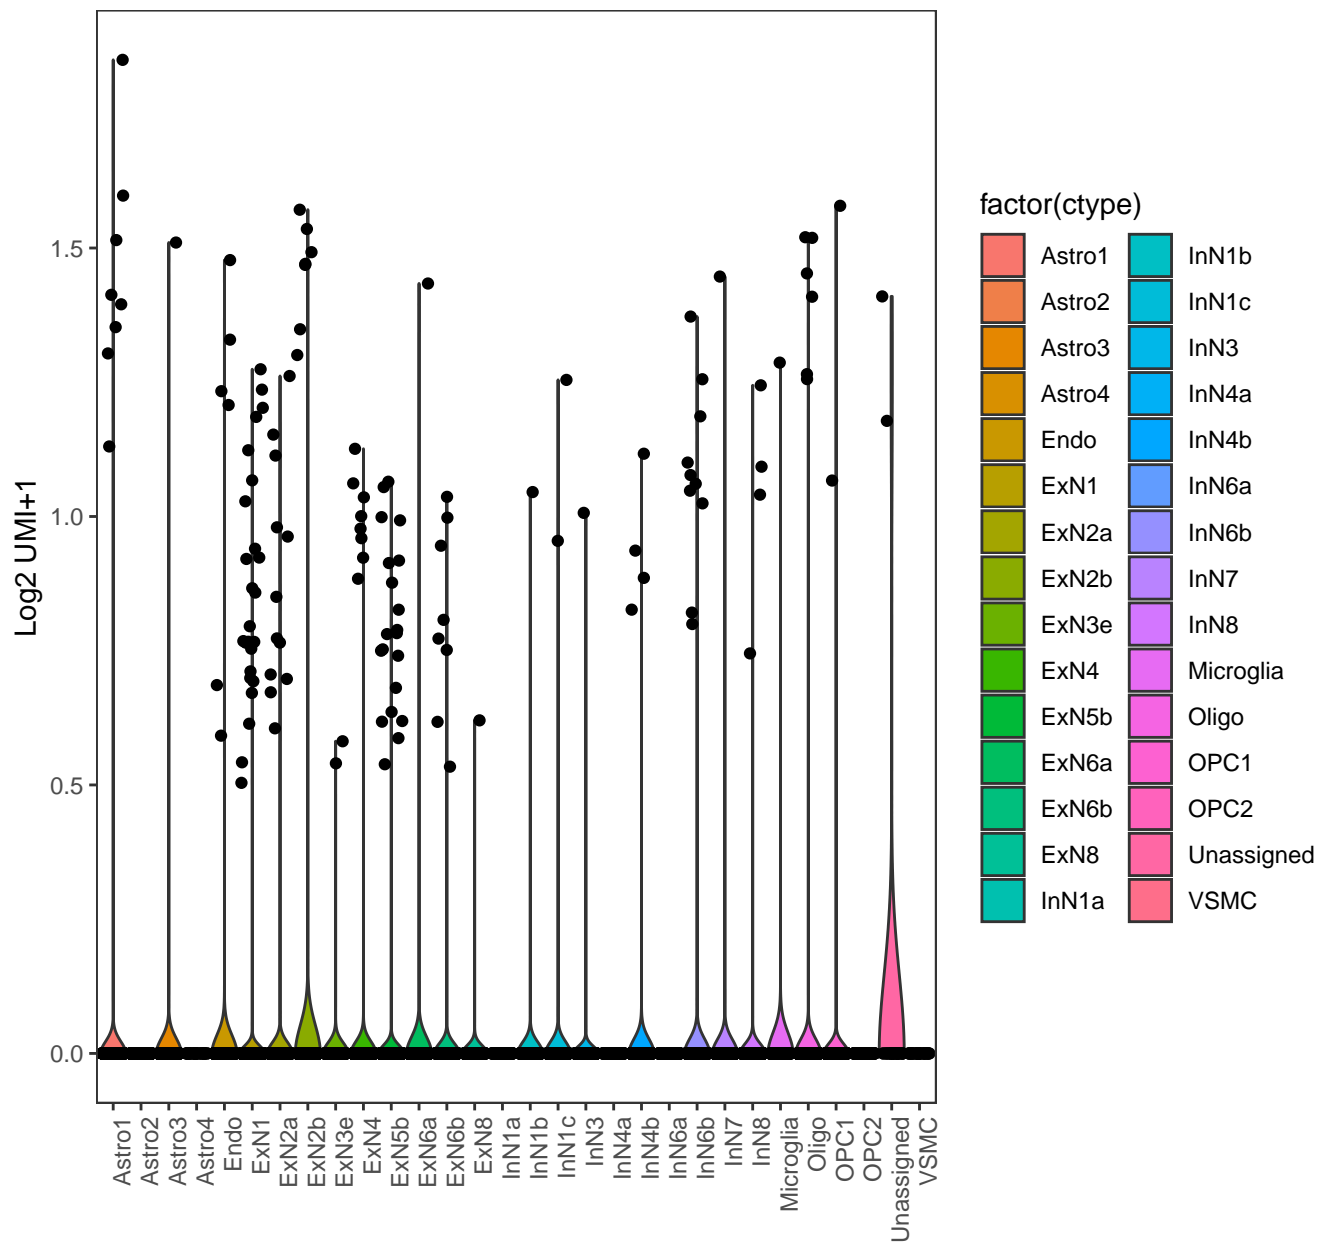 Log2 UMI+1
1.5
1.0
0.5
0.0
Astro1
Astro2
Astro3
Astro4
Endo
ExN1
ExN2a
ExN2b
ExN3e
ExN4
ExN5b
ExN6a
ExN6b
ExN8
InN1a
InN1b
InN1c
InN3
InN4a
InN4b
InN6a
InN6b
InN7
InN8
Microglia
Oligo
OPC1
OPC2
Unassigned
VSMC
factor(ctype)
Astro1
Astro2
Astro3
Astro4
Endo
ExN1
ExN2a
ExN2b
ExN3e
ExN4
ExN5b
ExN6a
ExN6b
ExN8
InN1a
InN1b
InN1c
InN3
InN4a
InN4b
InN6a
InN6b
InN7
InN8
Microglia
Oligo
OPC1
OPC2
Unassigned
VSMC